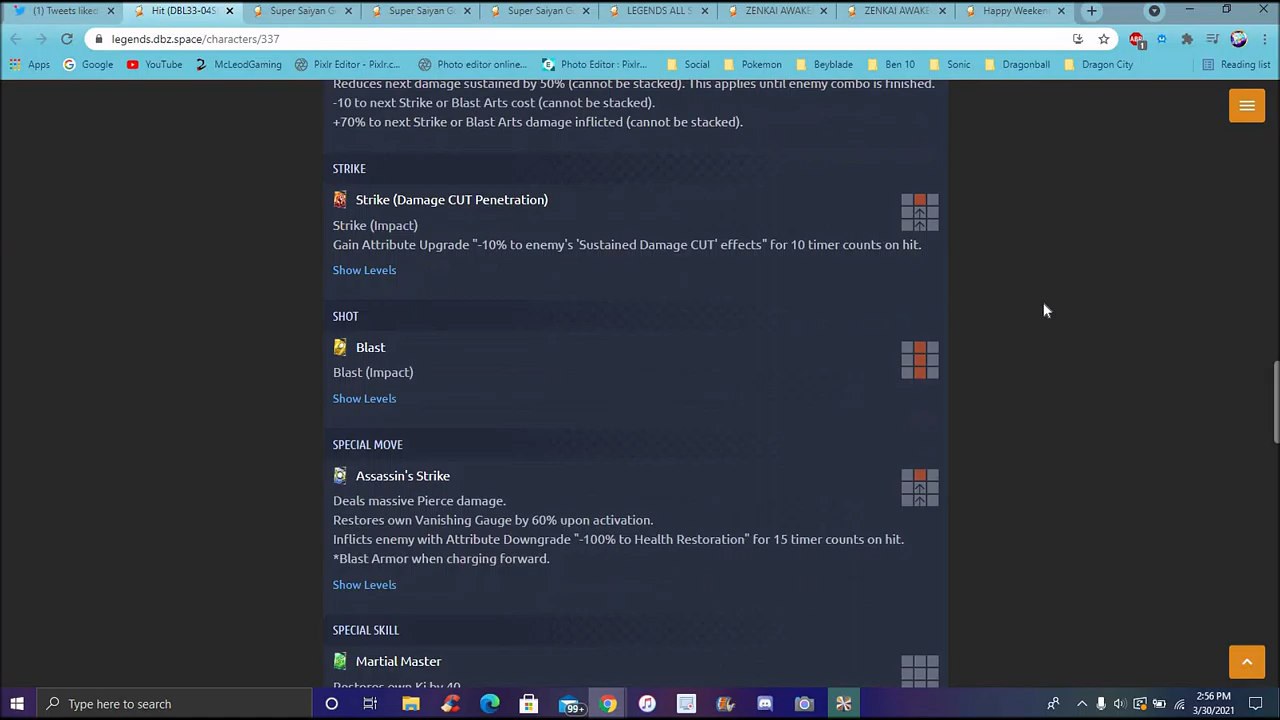 (1) Tweets liked
Hit (DBL33-04S
Super Saiyan G
Super Saiyan G
Super Saiyan G
LEGENDS ALL S
ZENKAI AWAKE
ZENKAI AWAKE
Happy Weeken
legends.dbz.space/characters/337
Apps Google YouTube McLeodGaming Pixlr Editor - Pixlr.c... Photo editor online... Photo Editor : Pixlr... Social Pokemon Beyblade Ben 10 Sonic Dragonball Dragon City Reading list
Reduces next damage sustained by 50% (cannot be stacked). This applies until enemy combo is finished.
-10 to next Strike or Blast Arts cost (cannot be stacked).
+70% to next Strike or Blast Arts damage inflicted (cannot be stacked).
STRIKE
Strike (Damage CUT Penetration)
Strike (Impact)
Gain Attribute Upgrade "-10% to enemy's 'Sustained Damage CUT' effects" for 10 timer counts on hit.
Show Levels
SHOT
Blast
Blast (Impact)
Show Levels
SPECIAL MOVE
Assassin's Strike
Deals massive Pierce damage.
Restores own Vanishing Gauge by 60% upon activation.
Inflicts enemy with Attribute Downgrade "-100% to Health Restoration" for 15 timer counts on hit.
*Blast Armor when charging forward.
Show Levels
SPECIAL SKILL
Martial Master
Restores own Ki by 40
Type here to search
99+
2:56 PM
3/30/2021